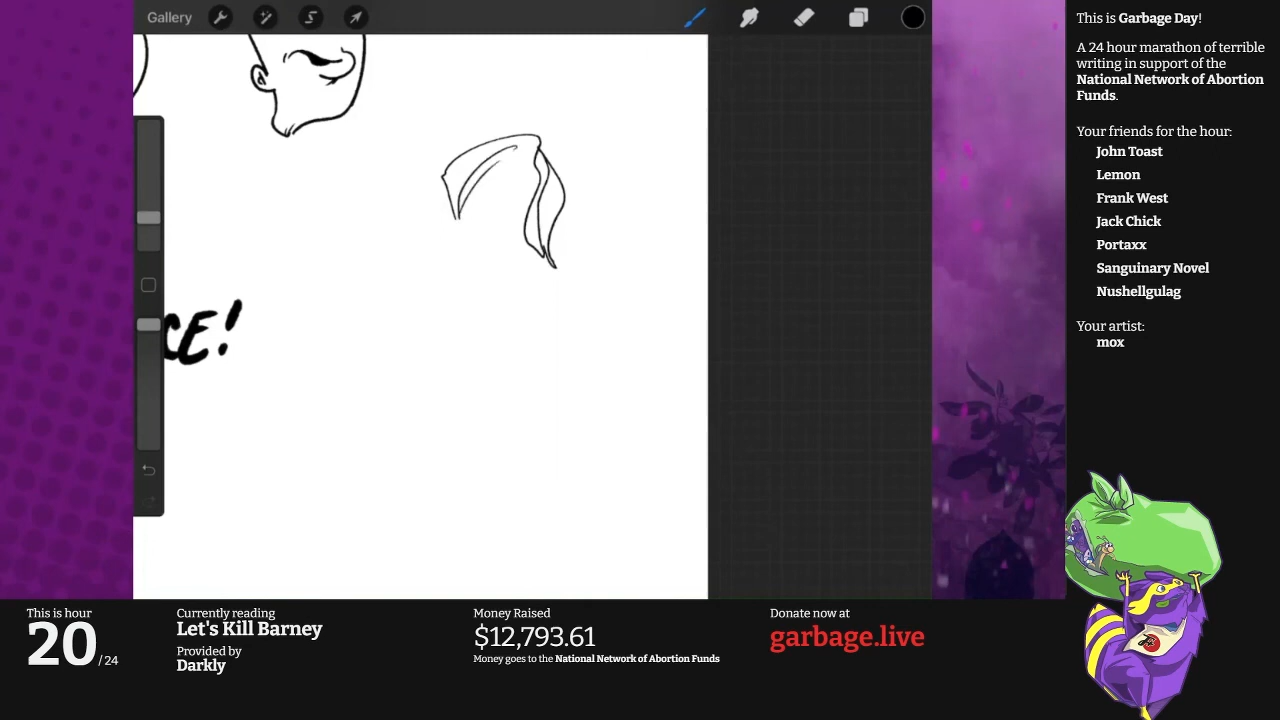 Gallery
CE!
This is Garbage Day!
A 24 hour marathon of terrible
writing in support of the
National Network of Abortion
Funds.
Your friends for the hour:
John Toast
Lemon
Frank West
Jack Chick
Portaxx
Sanguinary Novel
Nushellgulag
Your artist:
mox
This is hour
20/24
Currently reading
Let's Kill Barney
Provided by
Darkly
Money Raised
$12,793.61
Money goes to the National Network of Abortion Funds
Donate now at
garbage.live